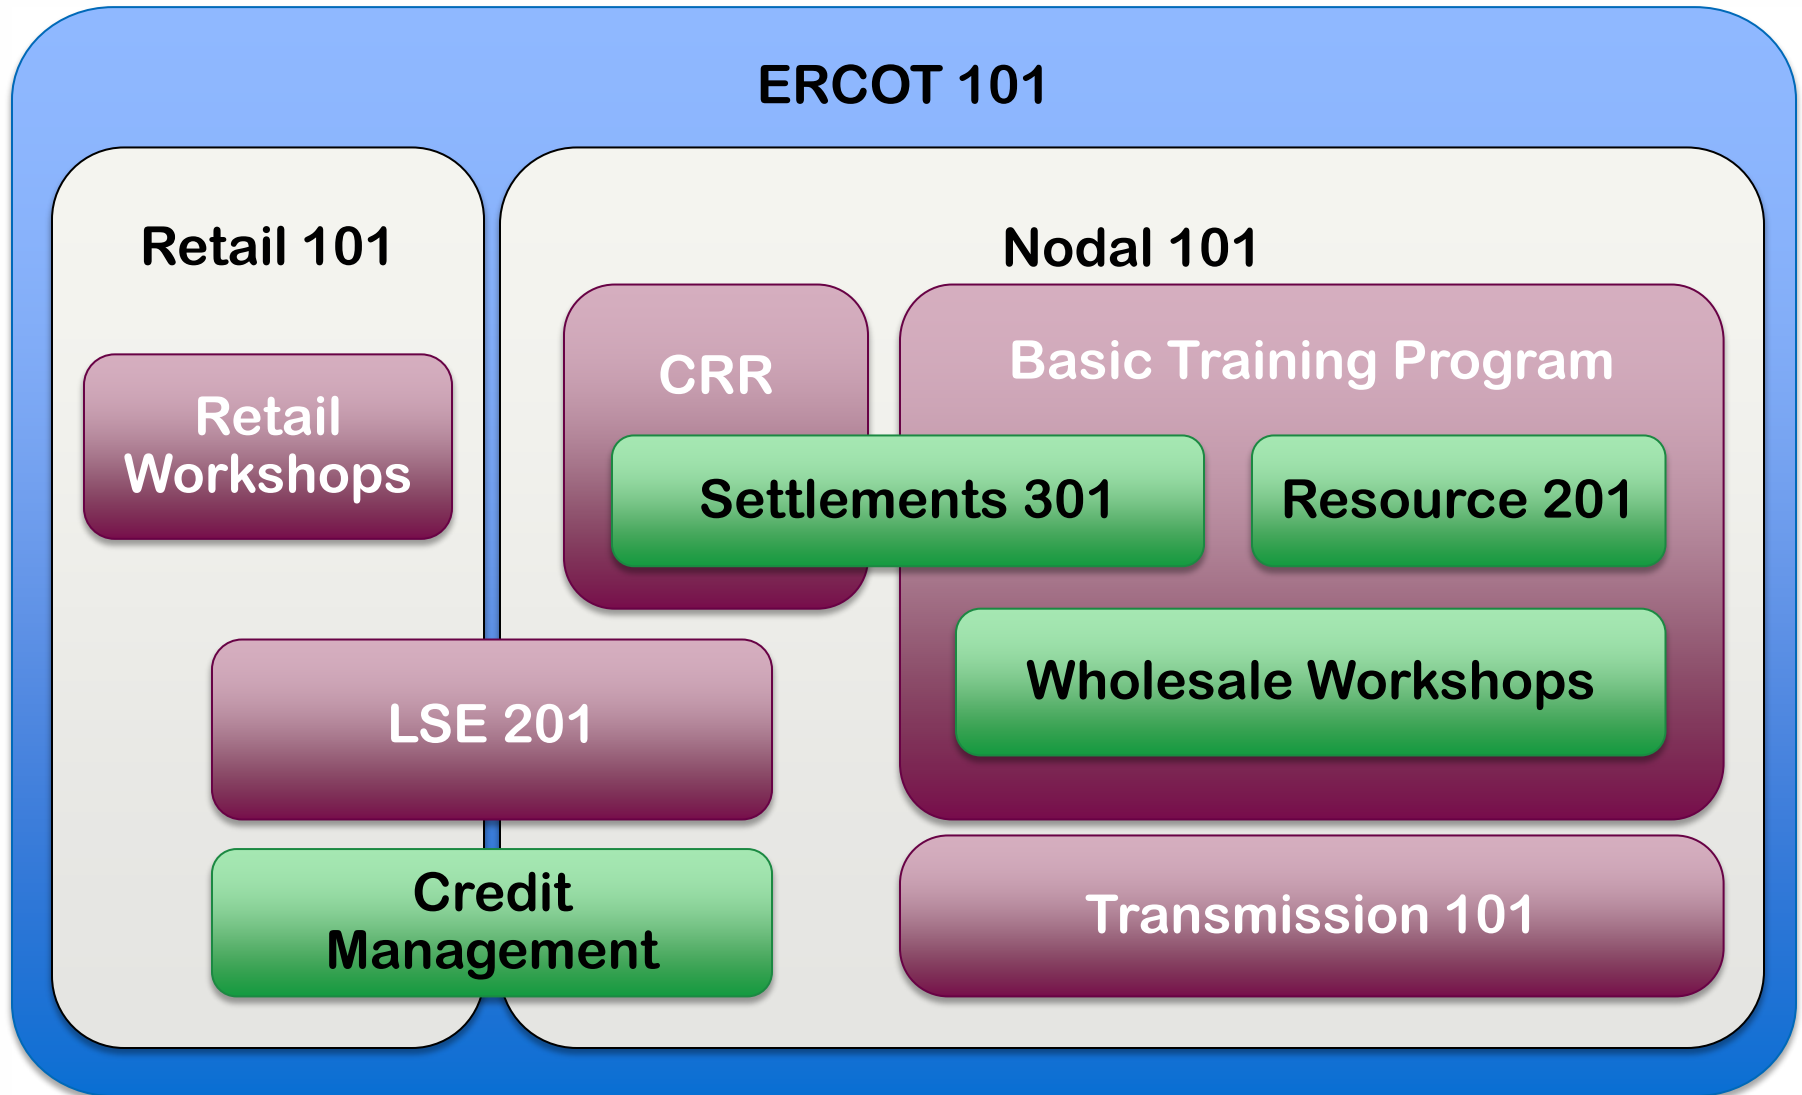 ERCOT 101
Retail 101
Retail
Workshops
Nodal 101
CRR
Basic Training Program
Settlements 301
Resource 201
Wholesale Workshops
LSE 201
Credit
Management
Transmission 101